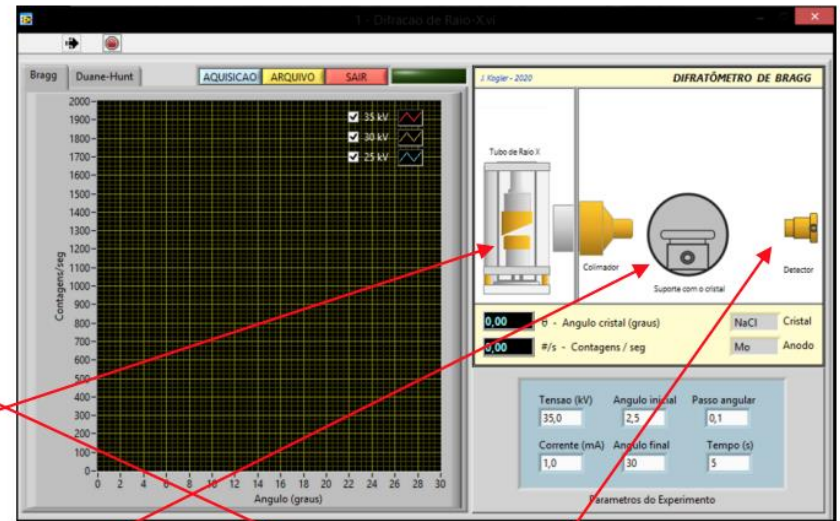 1 - Difracao de Raio-X.vi
Bragg
Duane-Hunt
AQUISICAO
ARQUIVO
SAIR
2000
1900
1800
1700
1600
1500
1400
1300
1200
1100
1000
900
800
700
600
500
400
300
200
100
0
Contagens/seg
35 kV
30 kV
25 kV
0 2 4 6 8 10 12 14 16 18 20 22 24 26 28 30
Angulo (graus)
J. Kogler - 2020
DIFRATÔMETRO DE BRAGG
Tubo de Raio X
Colimador
Suporte com o cristal
Detector
0,00 θ - Angulo cristal (graus) NaCl Cristal
0,00 #/s - Contagens / seg Mo Anodo
Tensao (kV) Angulo inicial Passo angular
35,0 2,5 0,1
Corrente (mA) Angulo final Tempo (s)
1,0 30 5
Parametros do Experimento